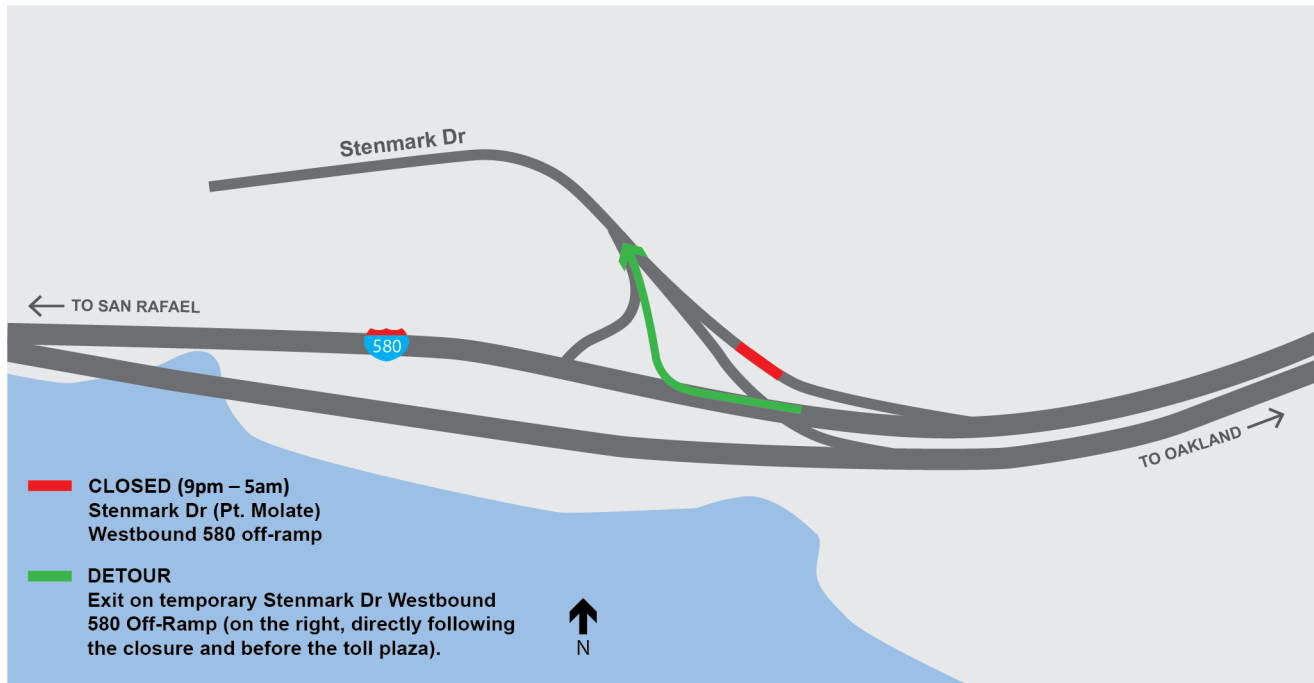 Stenmark Dr
TO SAN RAFAEL
580
TO OAKLAND
CLOSED (9pm – 5am)
Stenmark Dr (Pt. Molate)
Westbound 580 off-ramp
DETOUR
Exit on temporary Stenmark Dr Westbound
580 Off-Ramp (on the right, directly following
the closure and before the toll plaza).
N